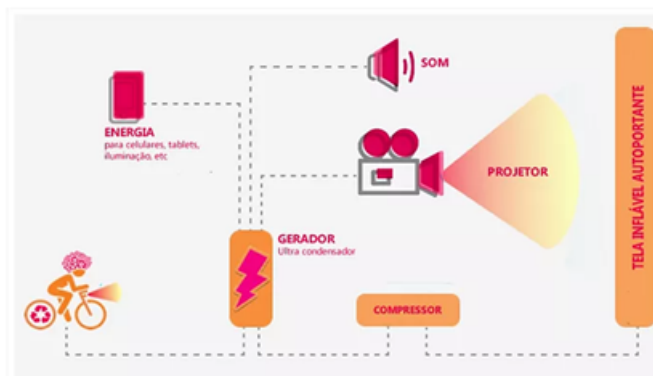 SOM
ENERGIA
para celulares, tablets,
iluminação, etc
PROJETOR
TELA INFLÁVEL AUTOPORTANTE
GERADOR
Ultra condensador
COMPRESSOR